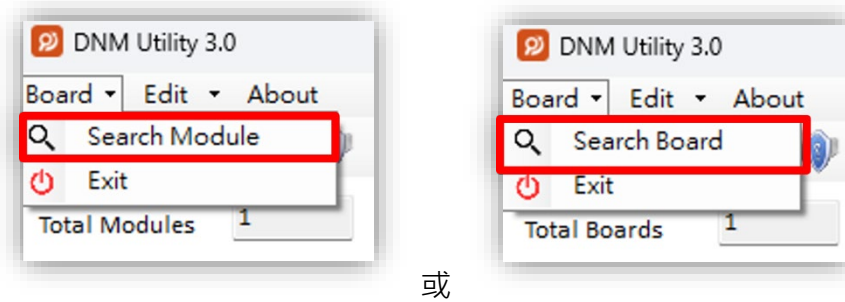 DNM Utility 3.0
Board Edit About
Search Module
Exit
Total Modules 1
或
DNM Utility 3.0
Board Edit About
Search Board
Exit
Total Boards 1